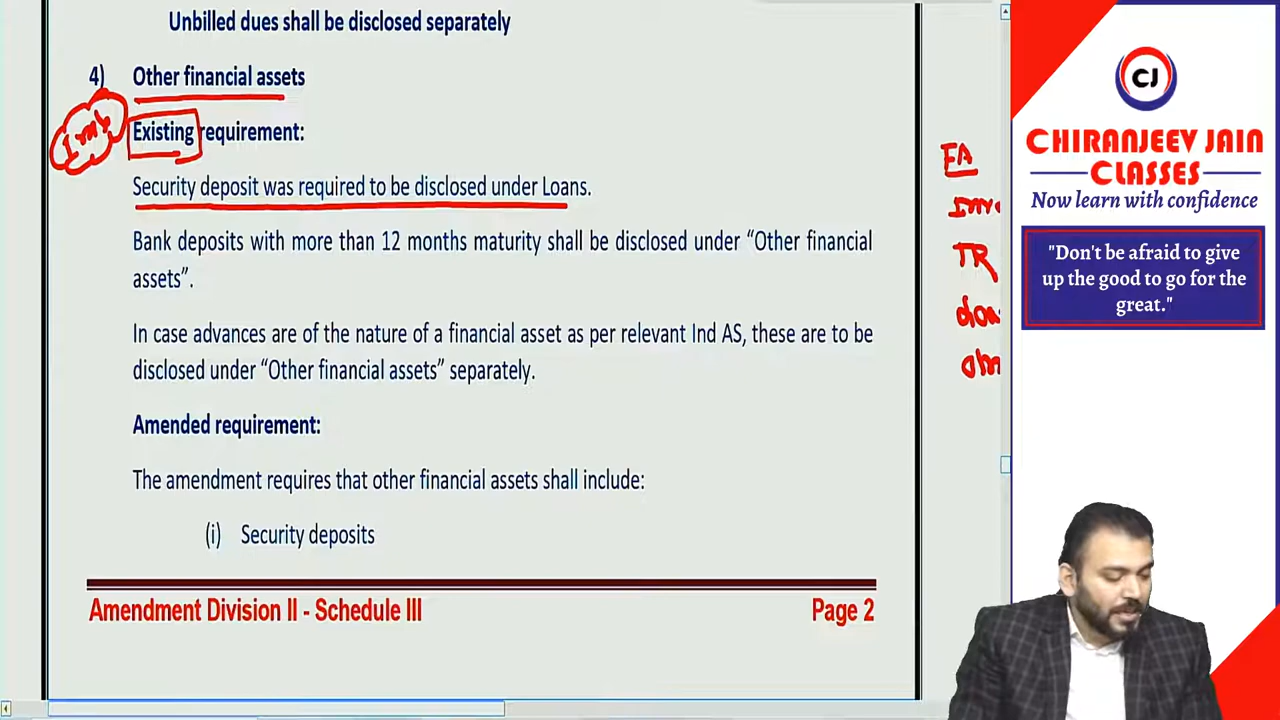 Unbilled dues shall be disclosed separately
4) Other financial assets
Imp
Existing requirement:
Security deposit was required to be disclosed under Loans.
Bank deposits with more than 12 months maturity shall be disclosed under “Other financial
assets”.
In case advances are of the nature of a financial asset as per relevant Ind AS, these are to be
disclosed under “Other financial assets” separately.
Amended requirement:
The amendment requires that other financial assets shall include:
(i) Security deposits
Amendment Division II - Schedule III Page 2
FA
TR
CJ
CHIRANJEEV JAIN
CLASSES
Now learn with confidence
"Don't be afraid to give
up the good to go for the
great."